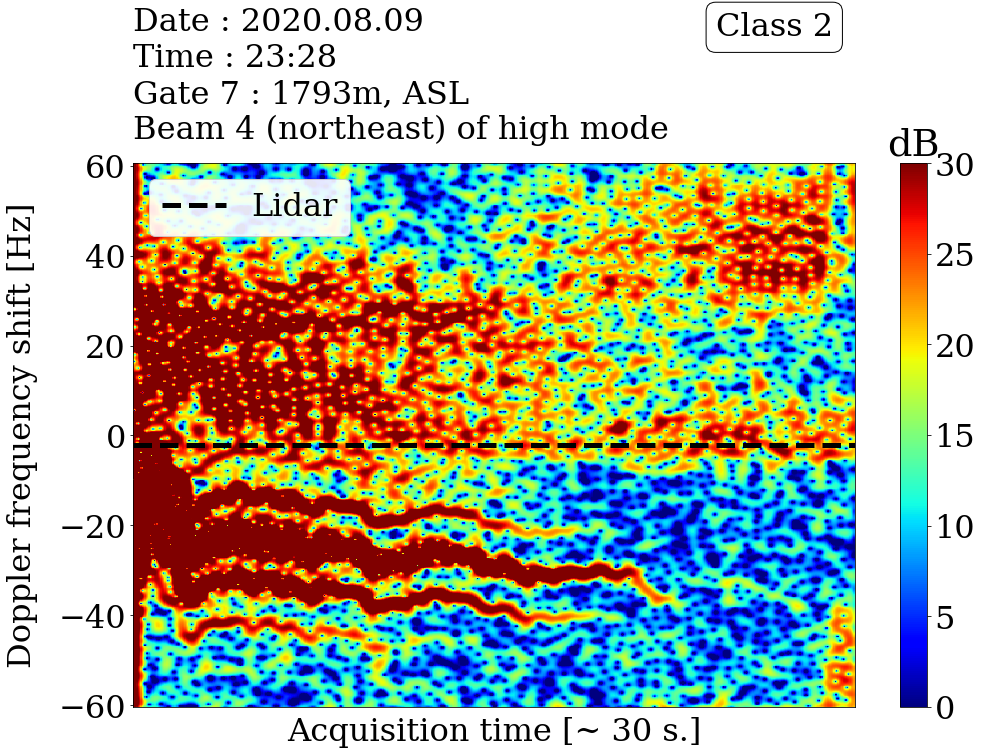 Date : 2020.08.09
Time : 23:28
Gate 7 : 1793m, ASL
Beam 4 (northeast) of high mode
Class 2
dB
Lidar
Doppler frequency shift [Hz]
60
40
20
0
−20
−40
−60
30
25
20
15
10
5
0
Acquisition time [~ 30 s.]